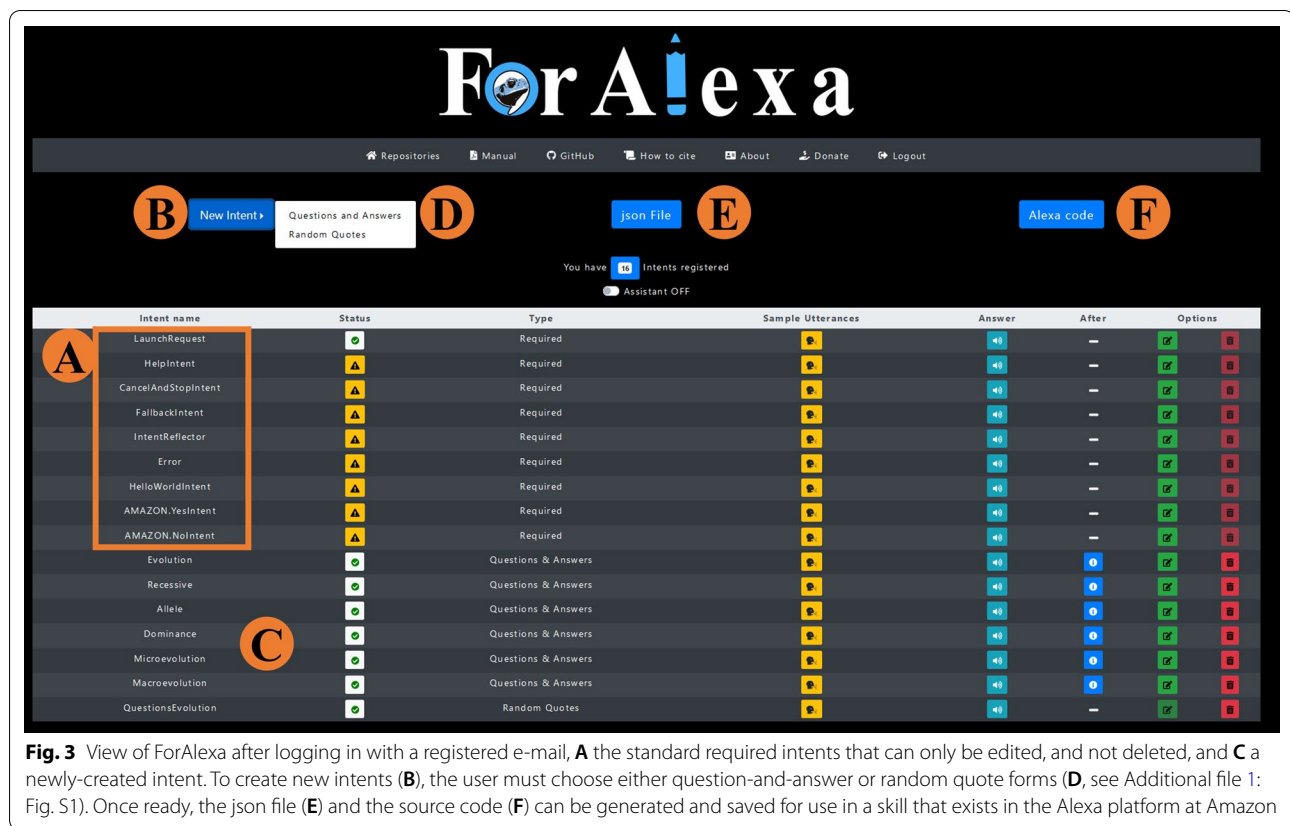 ForAlexa
Repositories Manual GitHub How to cite About Donate Logout
B New Intent Questions and Answers D json File E Alexa code F
Random Quotes
You have 16 Intents registered
Assistant OFF
Intent name Status Type Sample Utterances Answer After Options
A LaunchRequest Required
HelpIntent Required
CancelAndStopIntent Required
FallbackIntent Required
IntentReflector Required
Error Required
HelloWorldIntent Required
AMAZON.YesIntent Required
AMAZON.NoIntent Required
Evolution Questions & Answers
Recessive Questions & Answers
Allele Questions & Answers
Dominance C Questions & Answers
Microevolution Questions & Answers
Macroevolution Questions & Answers
QuestionsEvolution Random Quotes
Fig. 3 View of ForAlexa after logging in with a registered e-mail, A the standard required intents that can only be edited, and not deleted, and C a
newly-created intent. To create new intents (B), the user must choose either question-and-answer or random quote forms (D, see Additional file 1:
Fig. S1). Once ready, the json file (E) and the source code (F) can be generated and saved for use in a skill that exists in the Alexa platform at Amazon